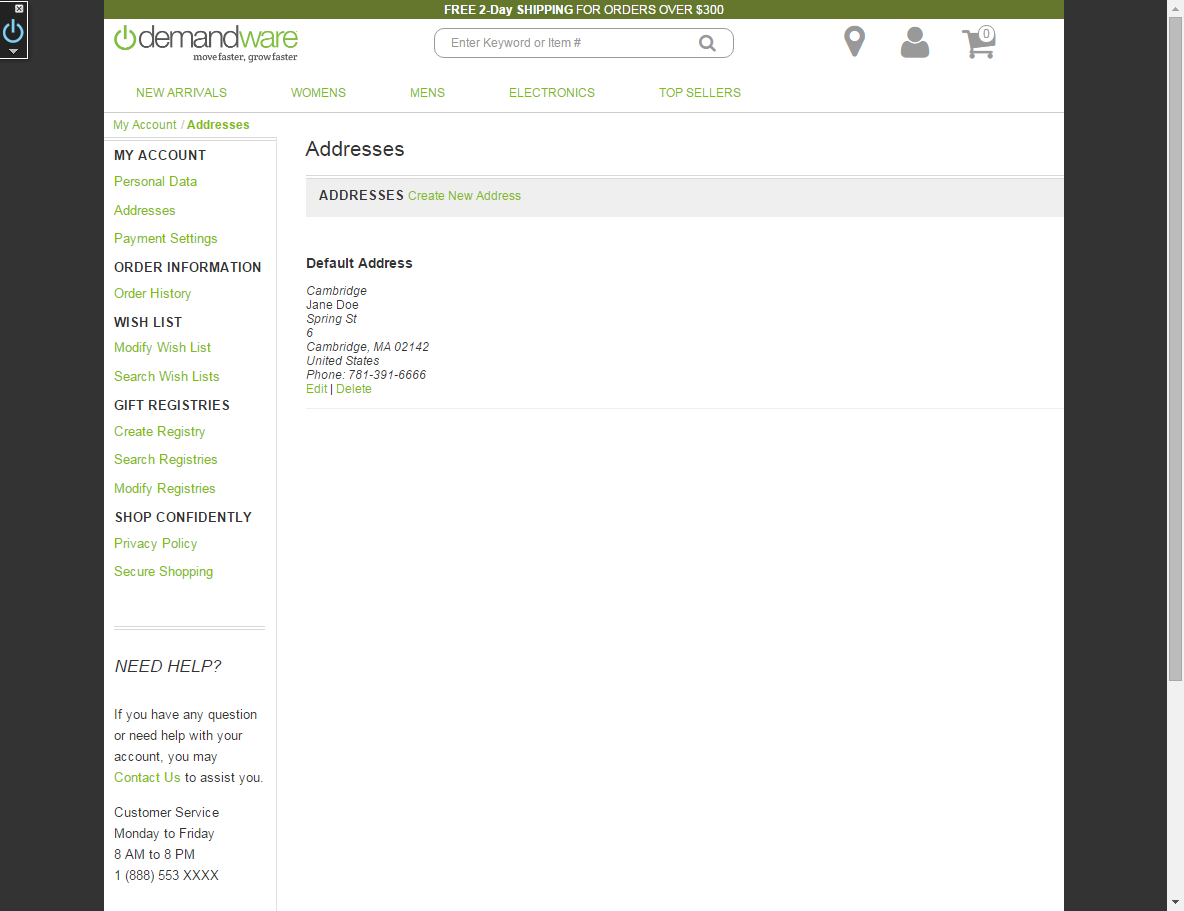 FREE 2-Day SHIPPING FOR ORDERS OVER $300
demandware
move faster, grow faster
Enter Keyword or Item #
0
NEW ARRIVALS WOMENS MENS ELECTRONICS TOP SELLERS
My Account / Addresses
MY ACCOUNT
Personal Data
Addresses
Payment Settings
ORDER INFORMATION
Order History
WISH LIST
Modify Wish List
Search Wish Lists
GIFT REGISTRIES
Create Registry
Search Registries
Modify Registries
SHOP CONFIDENTLY
Privacy Policy
Secure Shopping
NEED HELP?
If you have any question
or need help with your
account, you may
Contact Us to assist you.
Customer Service
Monday to Friday
8 AM to 8 PM
1 (888) 553 XXXX
Addresses
ADDRESSES Create New Address
Default Address
Cambridge
Jane Doe
Spring St
6
Cambridge, MA 02142
United States
Phone: 781-391-6666
Edit | Delete